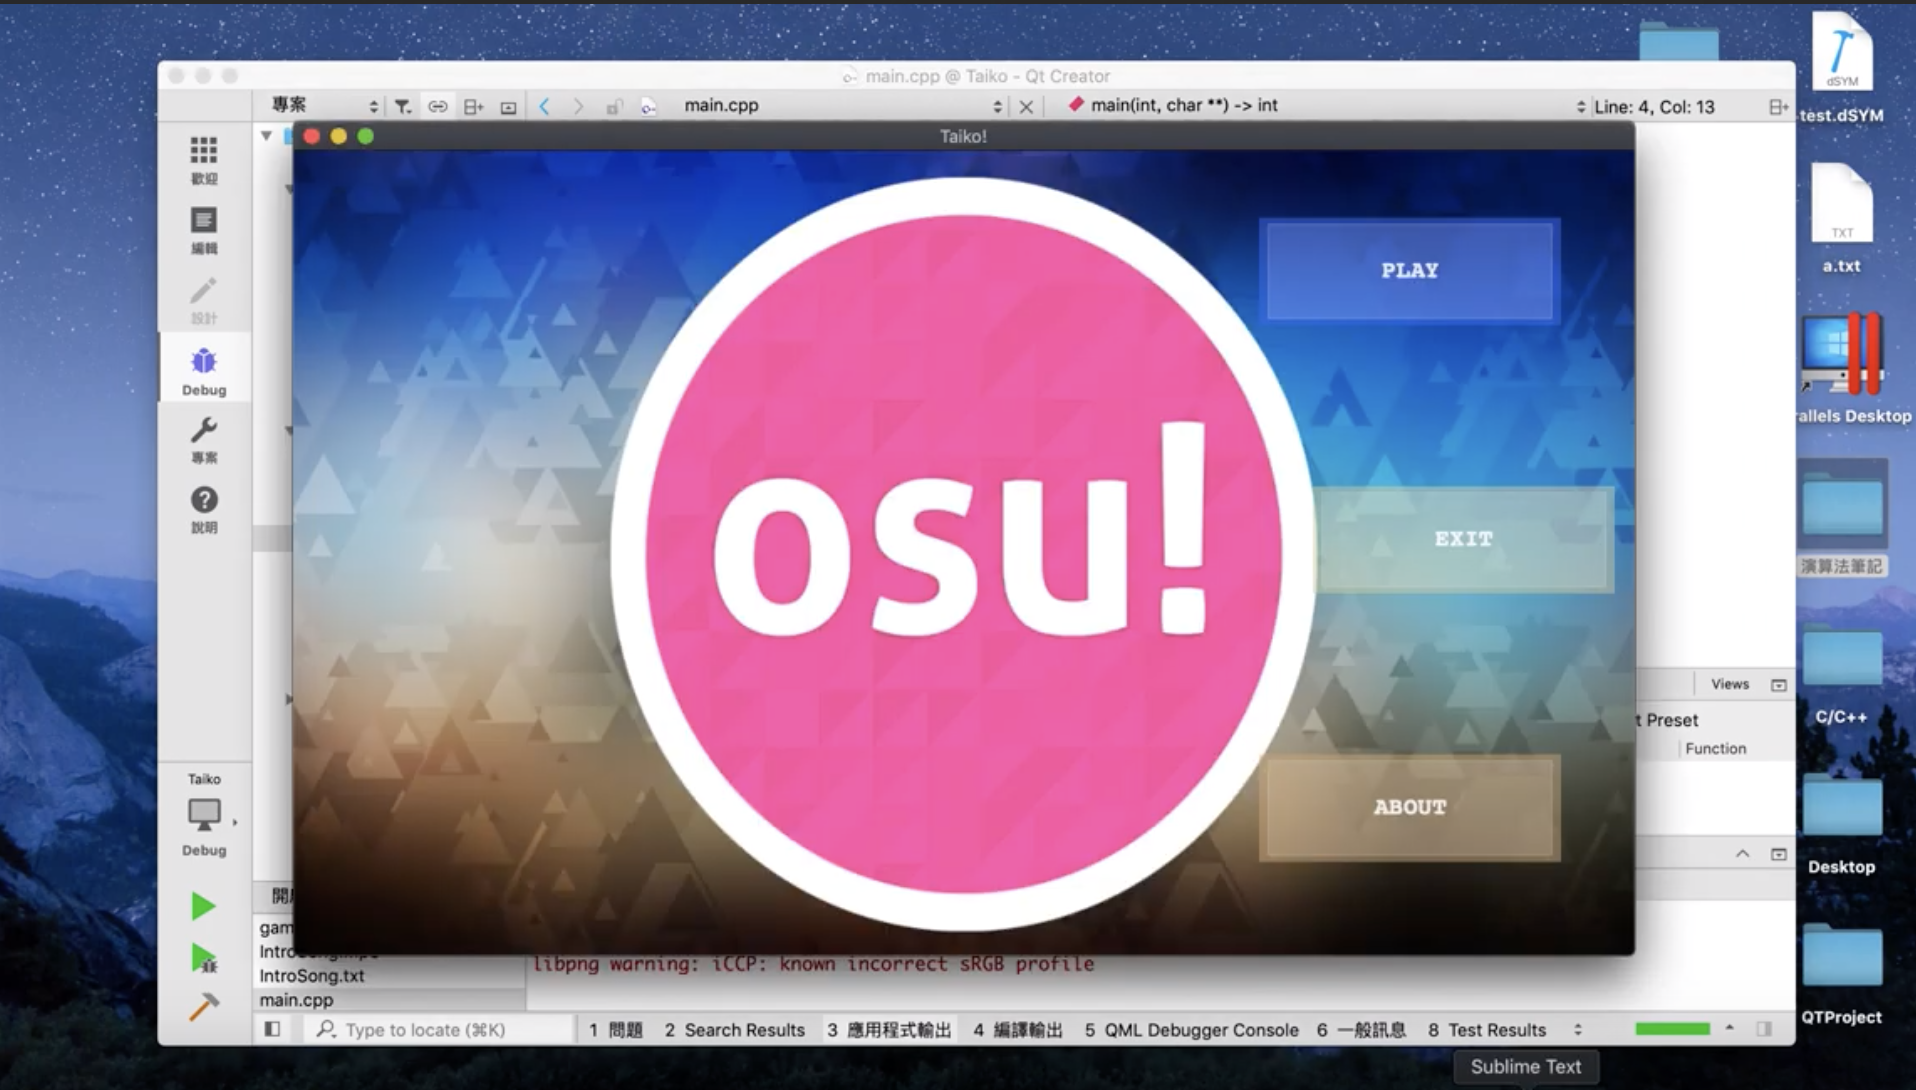 main.cpp @ Taiko - Qt Creator
專案
main.cpp
main(int, char **) -> int
Line: 4, Col: 13
Taiko!
歡迎
編輯
設計
Debug
專案
說明
PLAY
osu!
EXIT
ABOUT
Views
t Preset
Function
Taiko
Debug
gam
IntroSong.txt
main.cpp
libpng warning: iCCP: known incorrect sRGB profile
Type to locate (⌘K)
1 問題
2 Search Results
3 應用程式輸出
4 編譯輸出
5 QML Debugger Console
6 一般訊息
8 Test Results
Sublime Text
dSYM
test.dSYM
TXT
a.txt
rallels Desktop
演算法筆記
C/C++
Desktop
QTProject